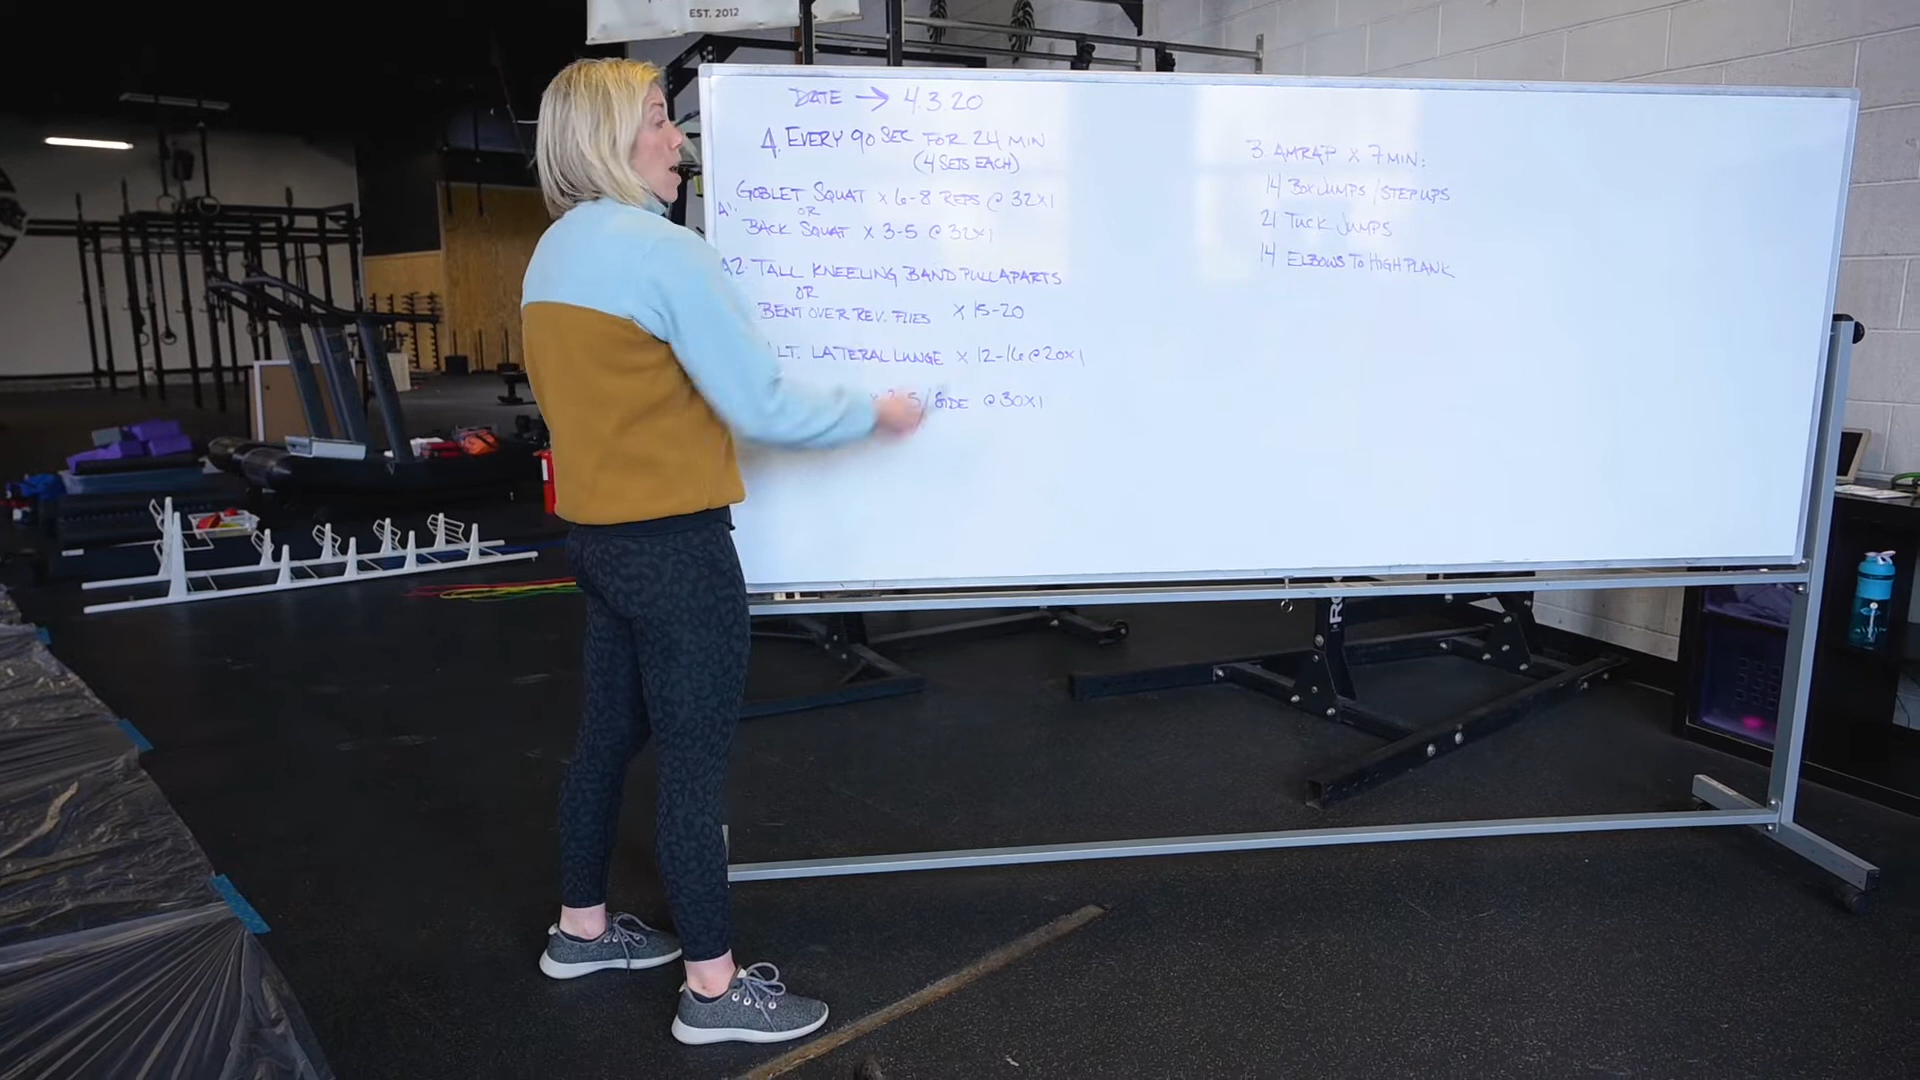 EST. 2012
DATE → 4.3.20
A. EVERY 90 SEC FOR 24 MIN
(4 SETS EACH)
GOBLET SQUAT x 6-8 REPS @ 32x1
A1. OR
BACK SQUAT x 3-5 @ 32x1
A2. TALL KNEELING BAND PULL APARTS
OR
BENT OVER REV. FLIES x 15-20
LT. LATERAL LUNGE x 12-16 @ 20x1
5/SIDE @ 30x1
3. AMRAP x 7 MIN:
14 BOX JUMPS / STEP UPS
21 TUCK JUMPS
14 ELBOWS TO HIGH PLANK